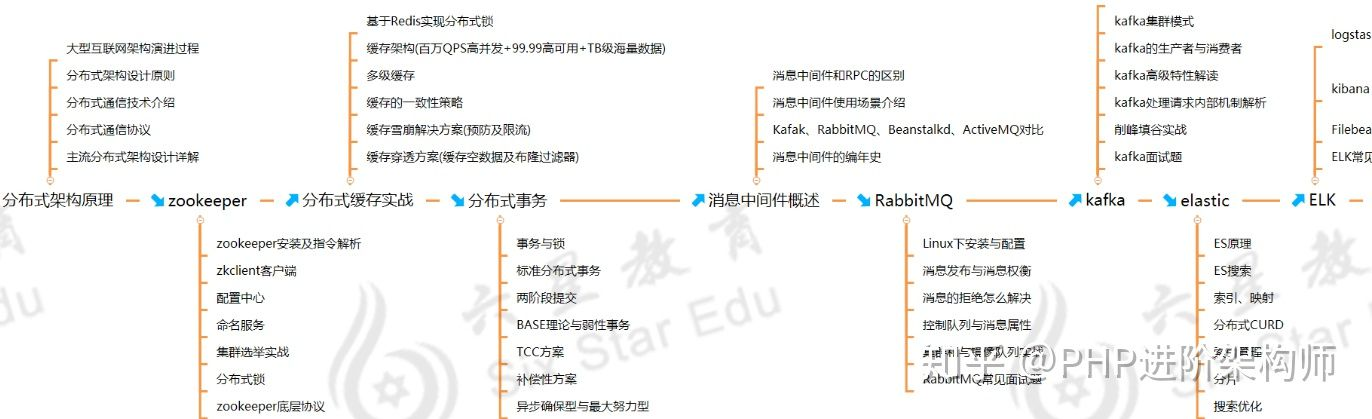 大型互联网架构演进过程
分布式架构设计原则
分布式通信技术介绍
分布式通信协议
主流分布式架构设计详解
分布式架构原理
zookeeper
zookeeper安装及指令解析
zkclient客户端
配置中心
命名服务
集群选举实战
分布式锁
zookeeper底层协议
基于Redis实现分布式锁
缓存架构(百万QPS高并发+99.99高可用+TB级海量数据)
多级缓存
缓存的一致性策略
缓存雪崩解决方案(预防及限流)
缓存穿透方案(缓存空数据及布隆过滤器)
分布式缓存实战
分布式事务
事务与锁
标准分布式事务
两阶段提交
BASE理论与弱性事务
TCC方案
补偿性方案
异步确保型与最大努力型
消息中间件和RPC的区别
消息中间件使用场景介绍
Kafak、RabbitMQ、Beanstalkd、ActiveMQ对比
消息中间件的编年史
消息中间件概述
RabbitMQ
Linux下安装与配置
消息发布与消息权衡
消息的拒绝怎么解决
控制队列与消息属性
RabbitMQ常见面试题
kafka集群模式
kafka的生产者与消费者
kafka高级特性解读
kafka处理请求内部机制解析
削峰填谷实战
kafka面试题
kafka
elastic
ES原理
ES搜索
索引、映射
分布式CURD
分片
搜索优化
logstas
kibana
Filebea
ELK常见
ELK
六星教育
Six Star Edu
六星教育
Six Star Edu
知乎 @PHP进阶架构师